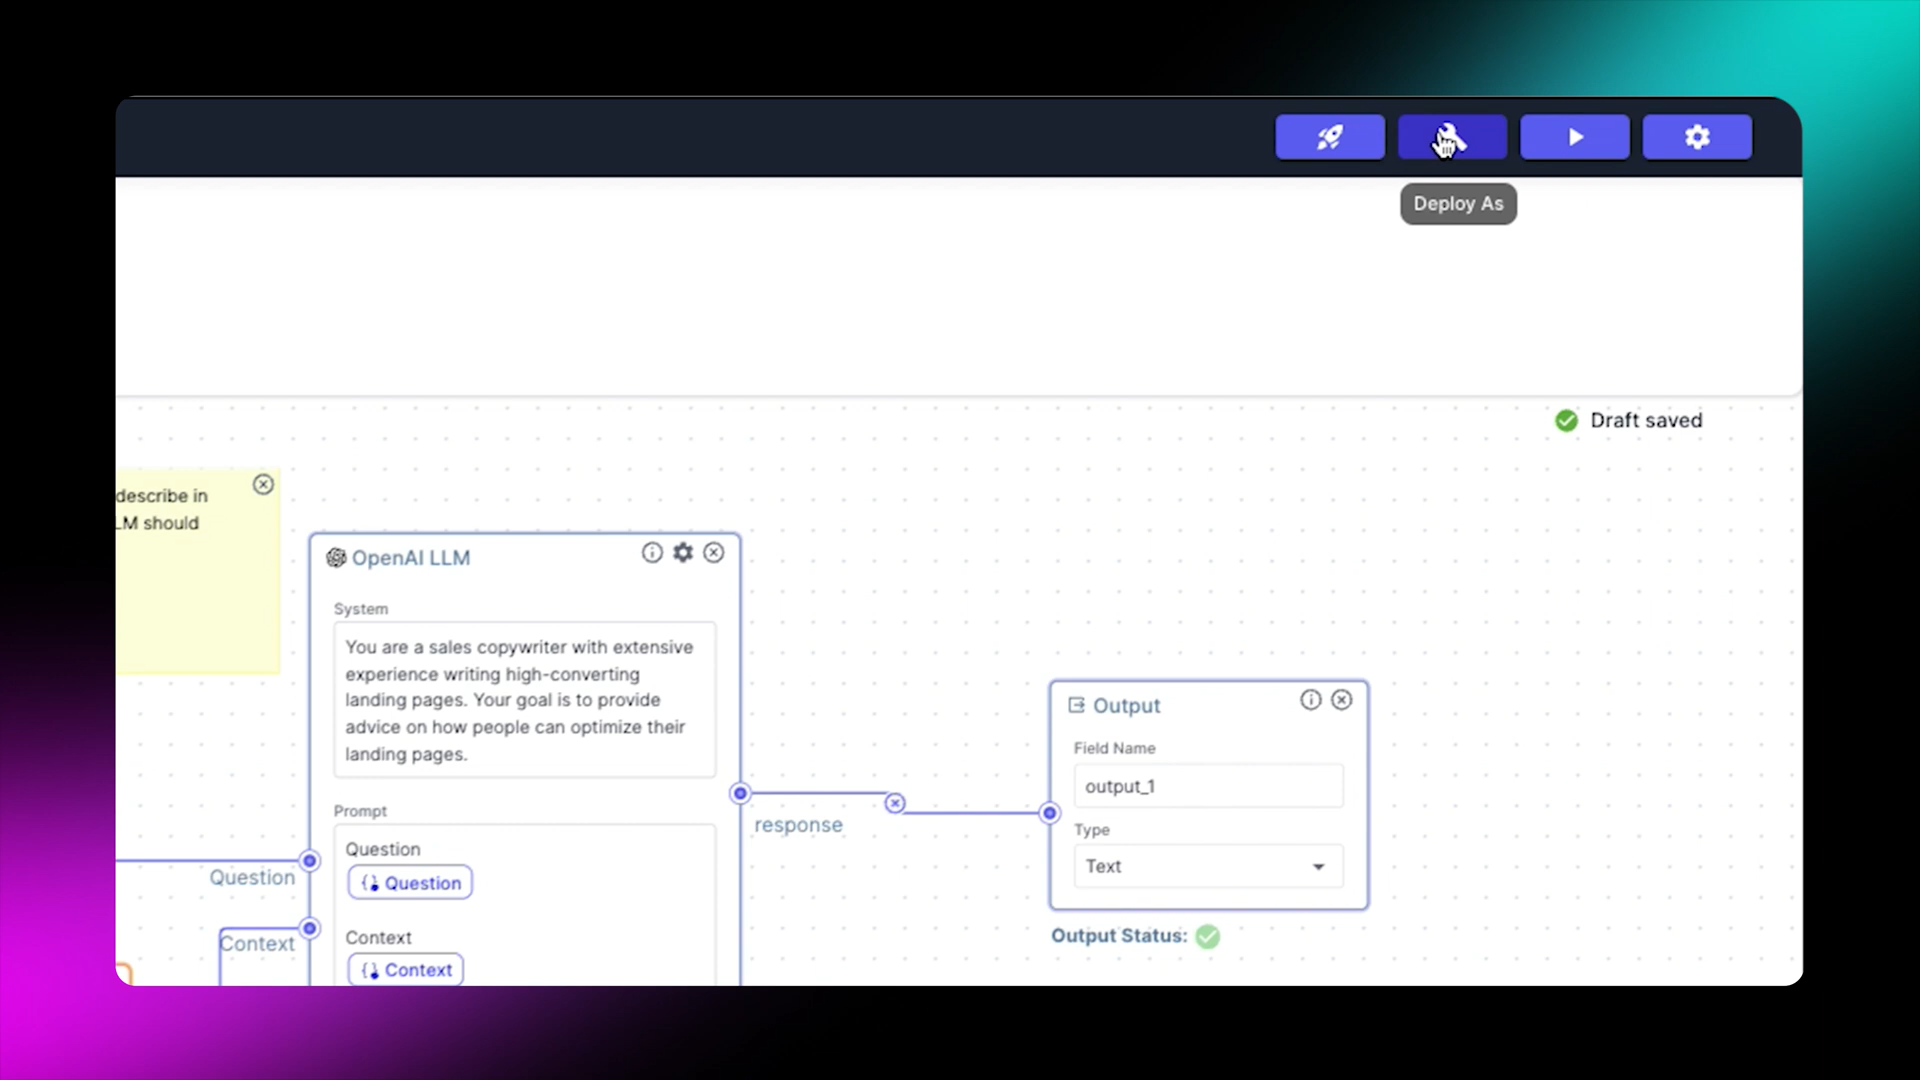 Deploy As
Draft saved
describe in
LM should
OpenAI LLM
System
You are a sales copywriter with extensive
experience writing high-converting
landing pages. Your goal is to provide
advice on how people can optimize their
landing pages.
Prompt
Question
Question
Question
Context
Context
Context
response
Output
Field Name
output_1
Type
Text
Output Status: